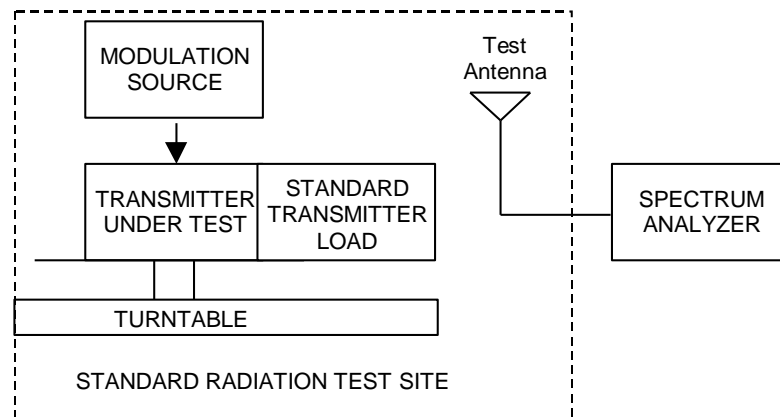 MODULATION
SOURCE
Test
Antenna
TRANSMITTER
UNDER TEST
STANDARD
TRANSMITTER
LOAD
SPECTRUM
ANALYZER
TURNTABLE
STANDARD RADIATION TEST SITE